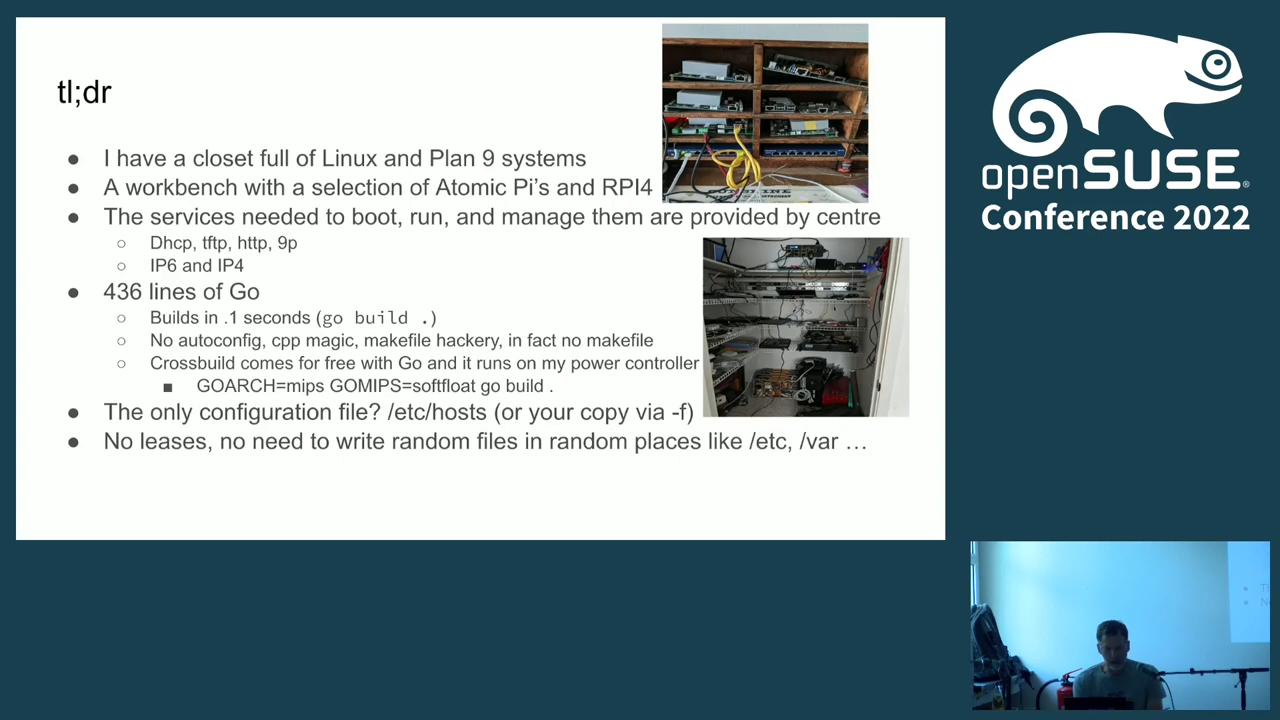 tl;dr
● I have a closet full of Linux and Plan 9 systems
● A workbench with a selection of Atomic Pi's and RPI4
● The services needed to boot, run, and manage them are provided by centre
○ Dhcp, tftp, http, 9p
○ IP6 and IP4
● 436 lines of Go
○ Builds in .1 seconds (go build .)
○ No autoconfig, cpp magic, makefile hackery, in fact no makefile
○ Crossbuild comes for free with Go and it runs on my power controller
■ GOARCH=mips GOMIPS=softfloat go build .
● The only configuration file? /etc/hosts (or your copy via -f)
● No leases, no need to write random files in random places like /etc, /var …
openSUSE®
Conference 2022